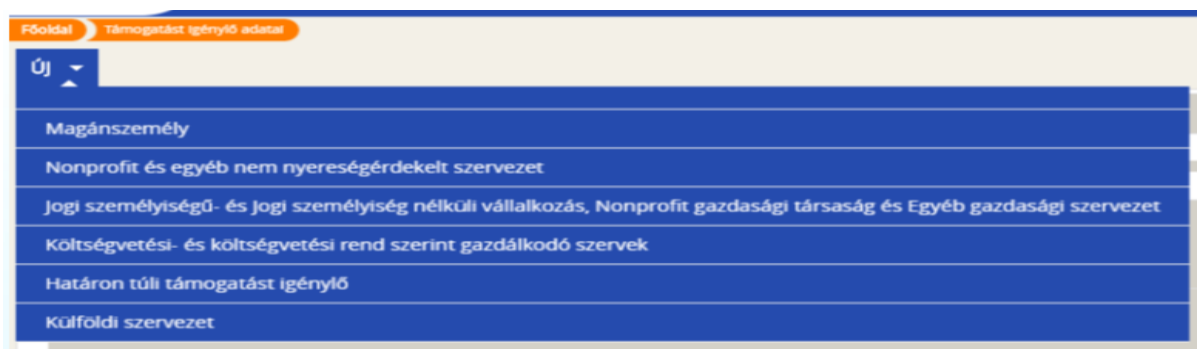 Főoldal Támogatást igénylő adatai
Új
Magánszemély
Nonprofit és egyéb nem nyereségérdekelt szervezet
Jogi személyiségű- és Jogi személyiség nélküli vállalkozás, Nonprofit gazdasági társaság és Egyéb gazdasági szervezet
Költségvetési- és költségvetési rend szerint gazdálkodó szervek
Határon túli támogatást igénylő
Külföldi szervezet